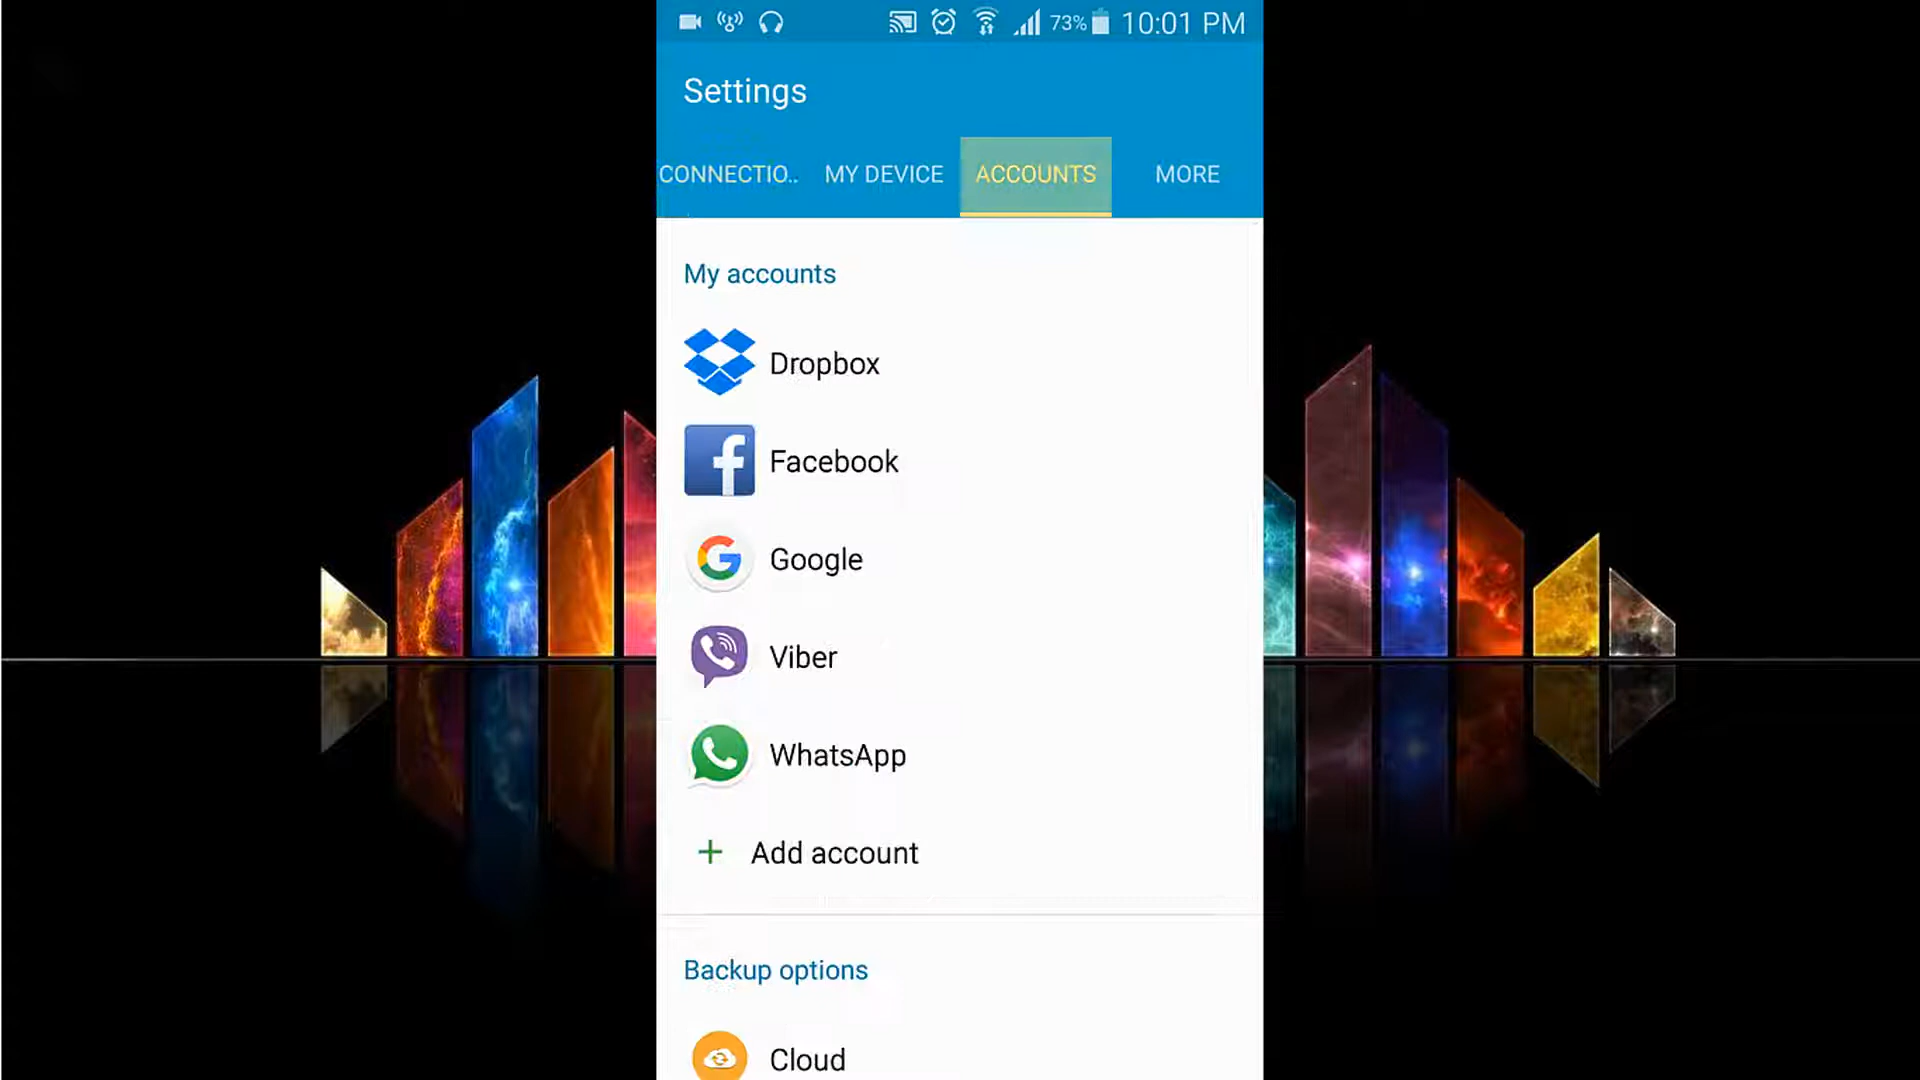 73% 10:01 PM
Settings
CONNECTIO.. MY DEVICE ACCOUNTS MORE
My accounts
Dropbox
Facebook
Google
Viber
WhatsApp
+ Add account
Backup options
Cloud